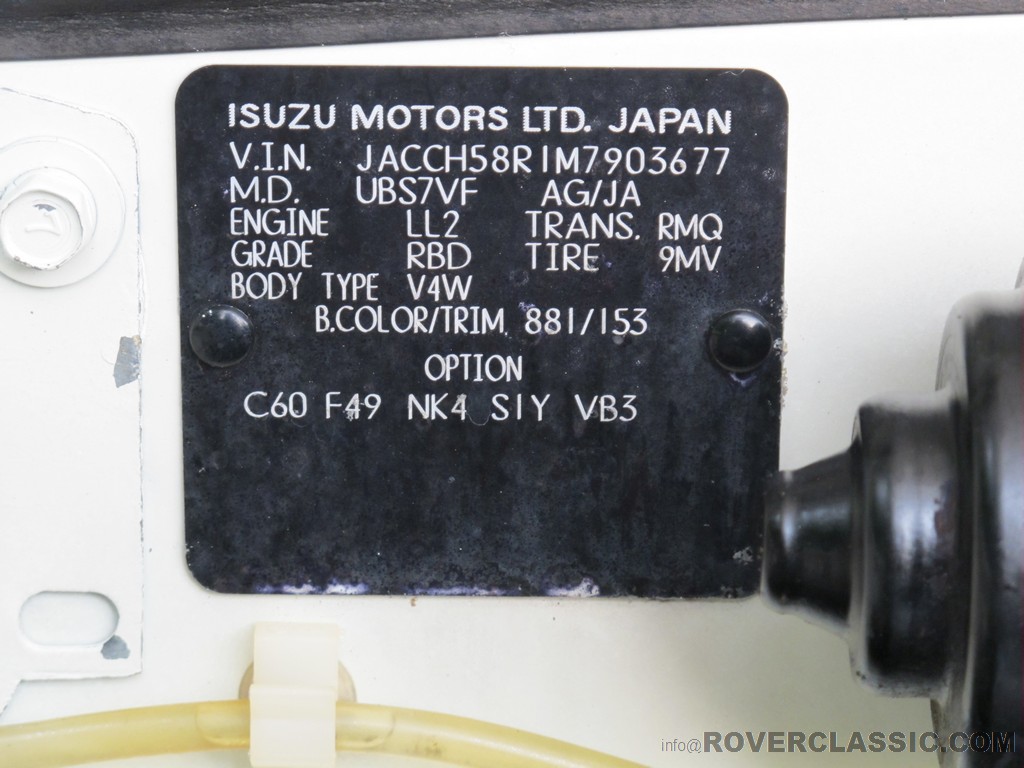 ISUZU MOTORS LTD. JAPAN
V.I.N. JACCH58R1M7903677
M.D. UBS7VF AG/JA
ENGINE LL2 TRANS. RMQ
GRADE RBD TIRE 9MV
BODY TYPE V4W
B.COLOR/TRIM 881/153
OPTION
C60 F49 NK4 S1Y VB3
info@ROVERCLASSIC.COM